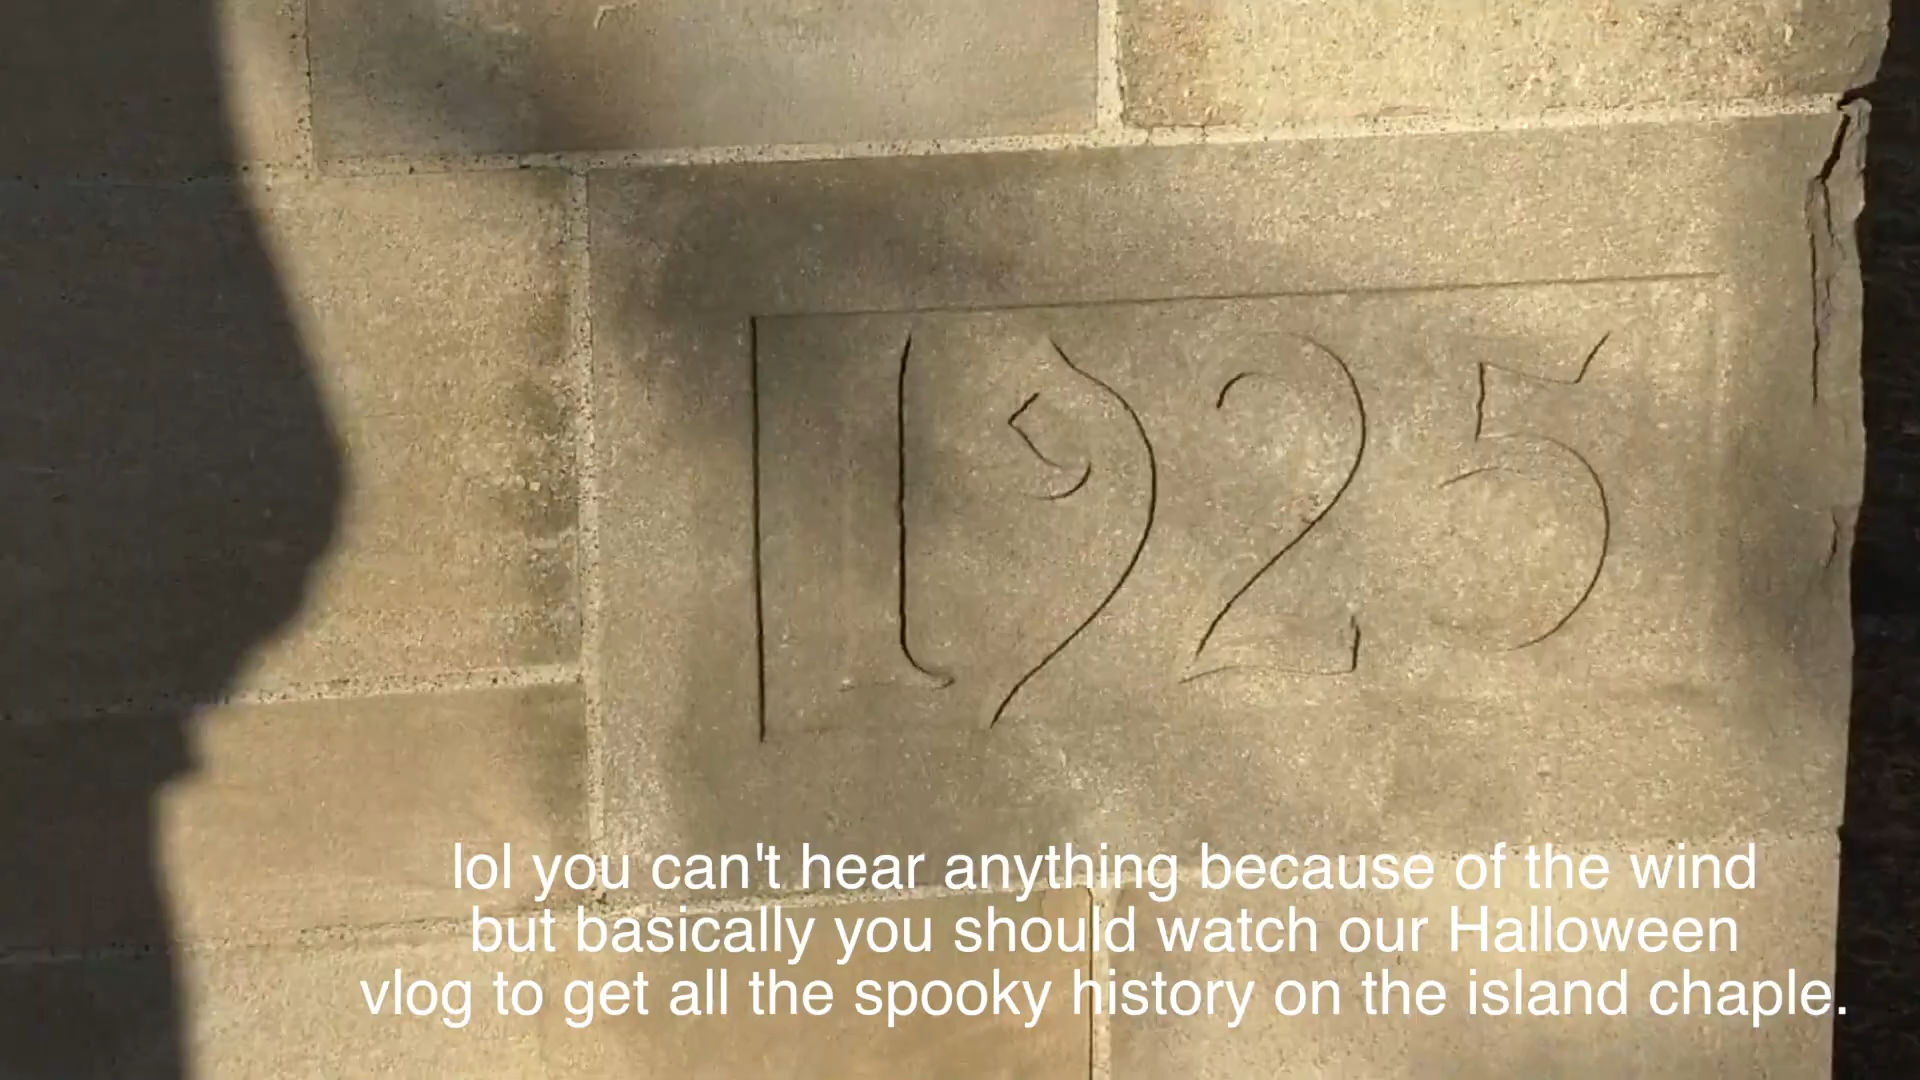 1925
lol you can't hear anything because of the wind
but basically you should watch our Halloween
vlog to get all the spooky history on the island chaple.